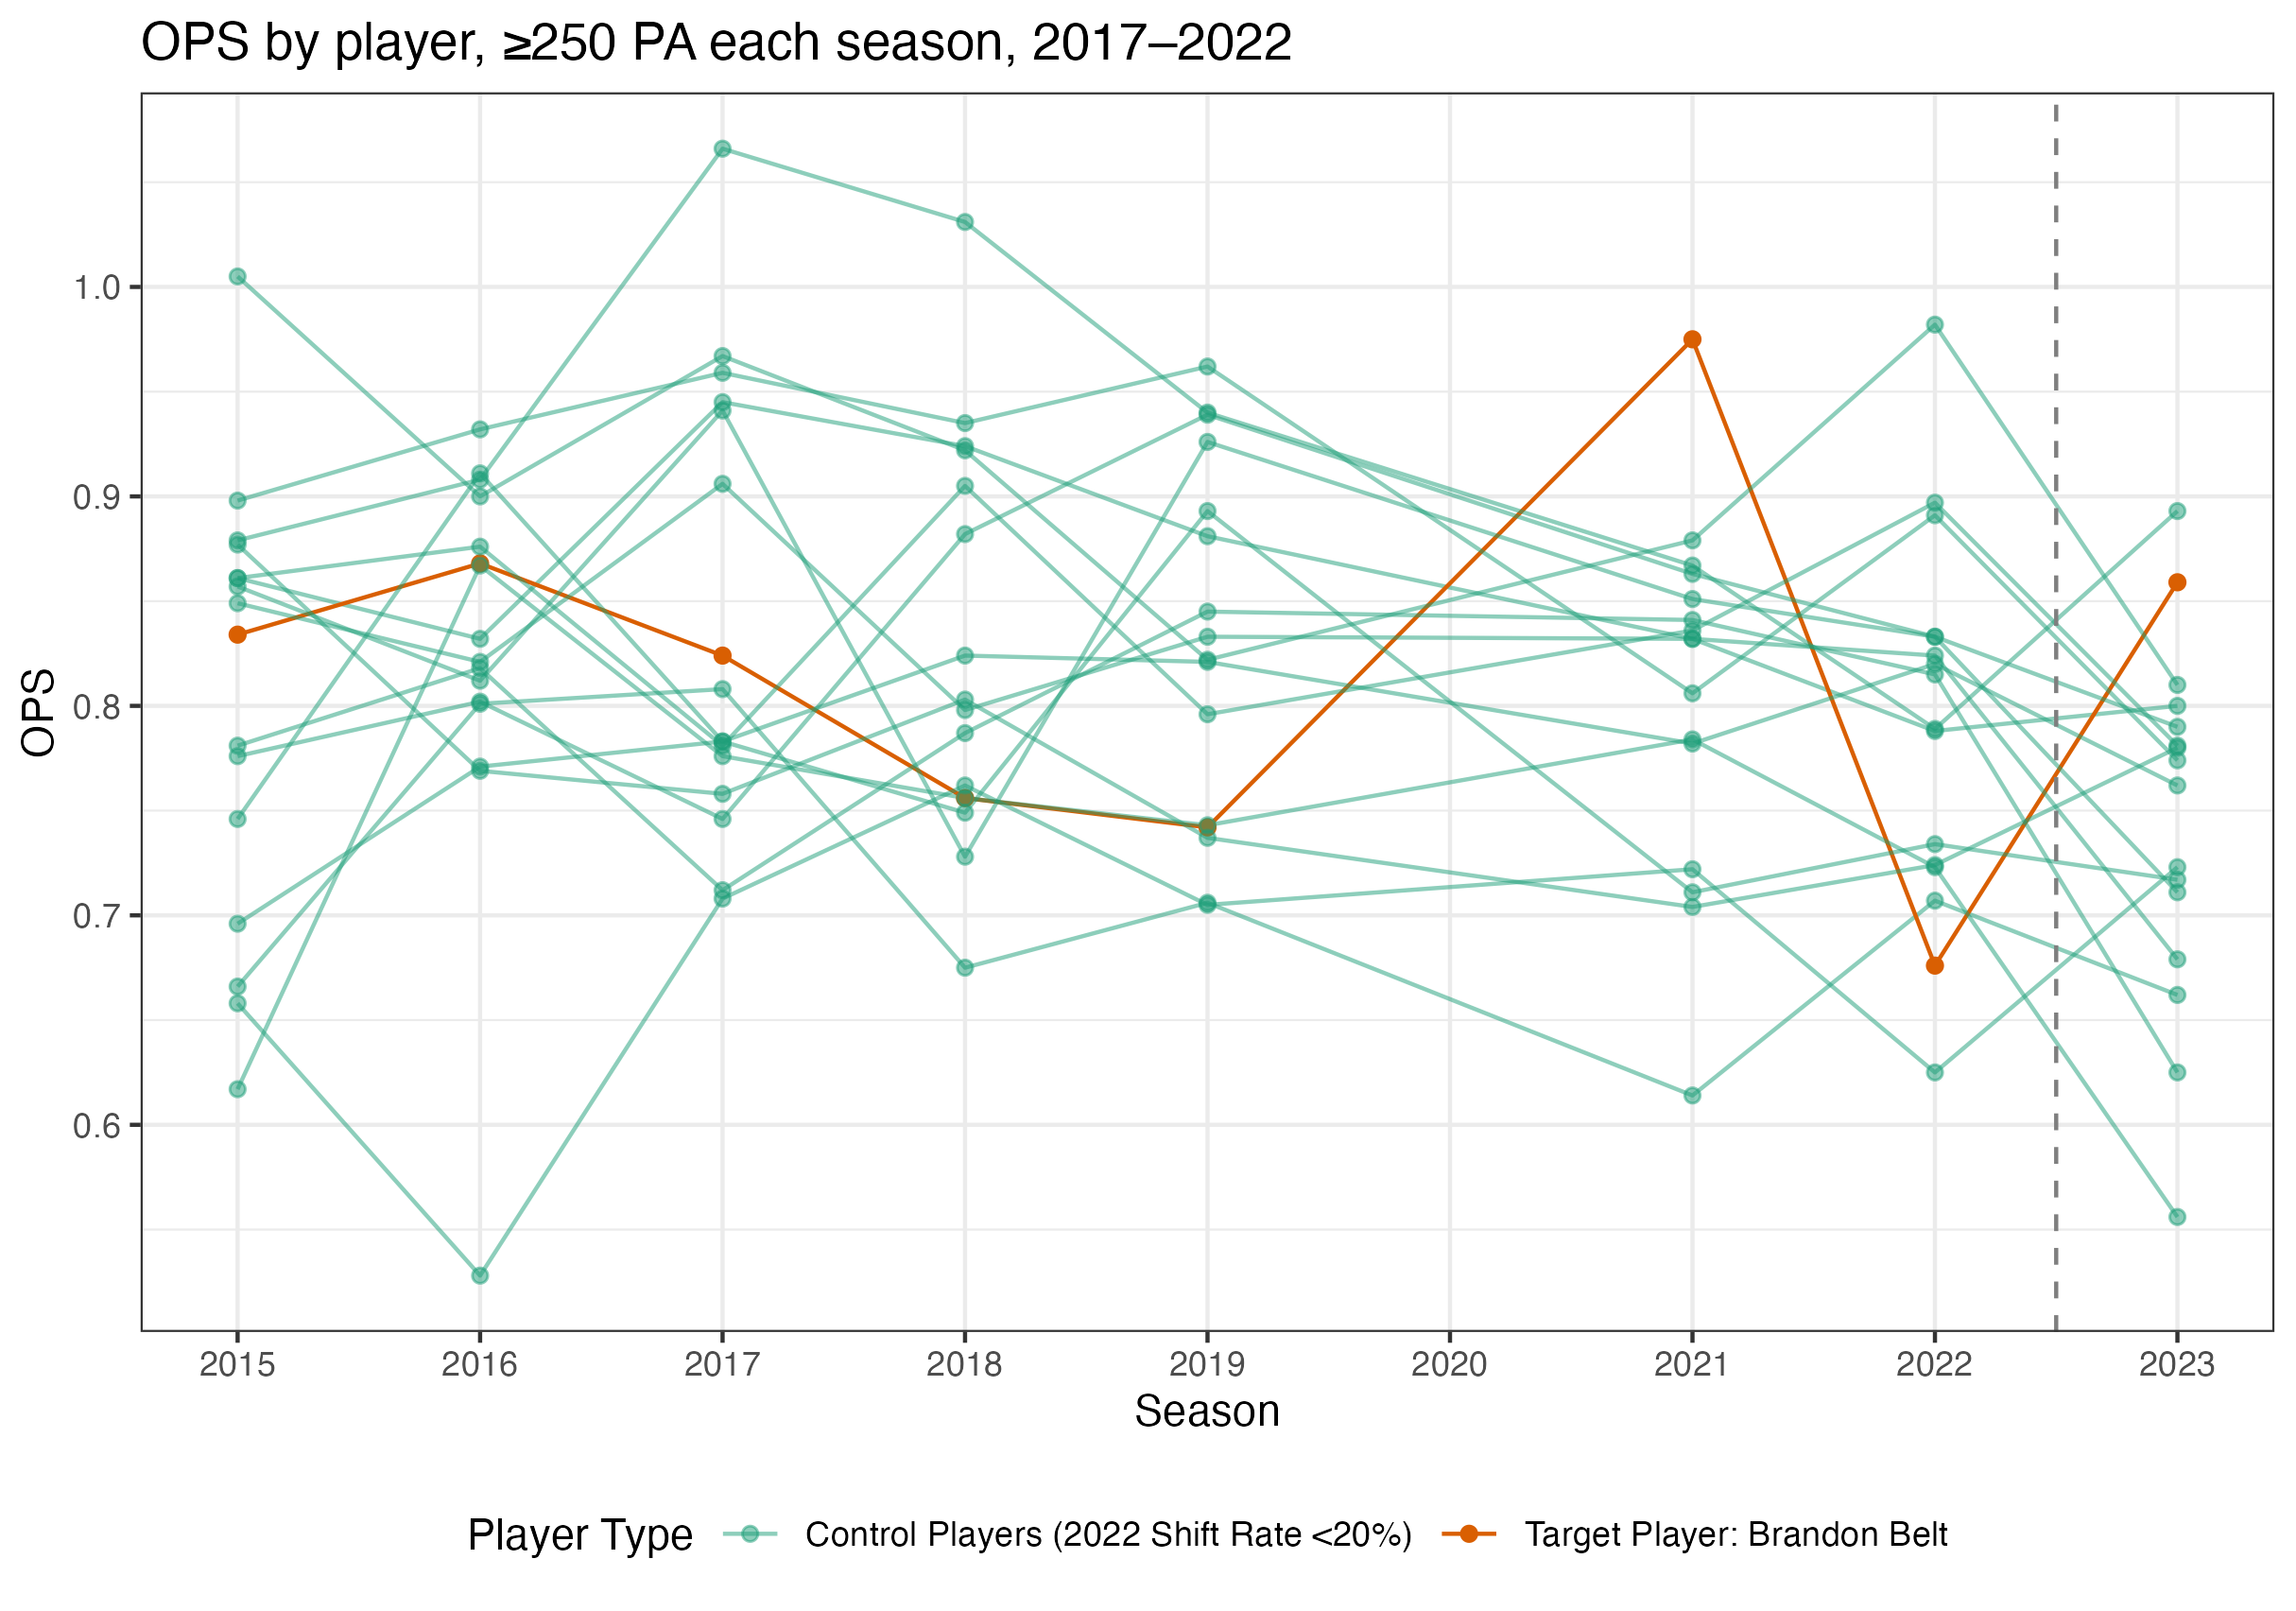 OPS by player, ≥250 PA each season, 2017–2022
OPS
1.0
0.9
0.8
0.7
0.6
2015 2016 2017 2018 2019 2020 2021 2022 2023
Season
Player Type Control Players (2022 Shift Rate <20%) Target Player: Brandon Belt